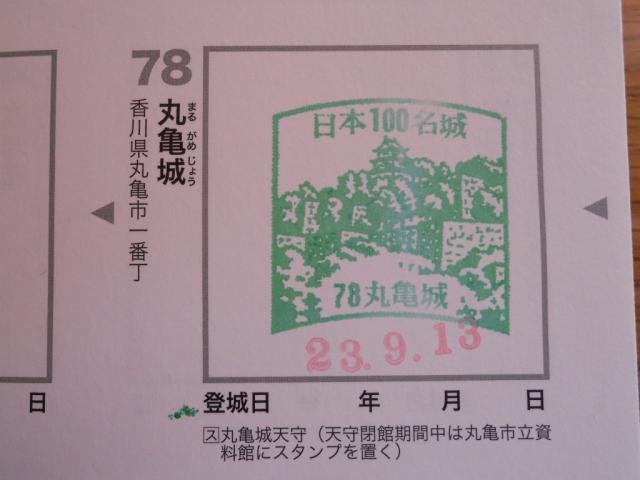 78
丸亀城
まる がめ じょう
香川県丸亀市一番丁
日本100名城
78丸亀城
23.9.13
日
登城日 年 月 日
ス丸亀城天守（天守閉館期間中は丸亀市立資
料館にスタンプを置く）